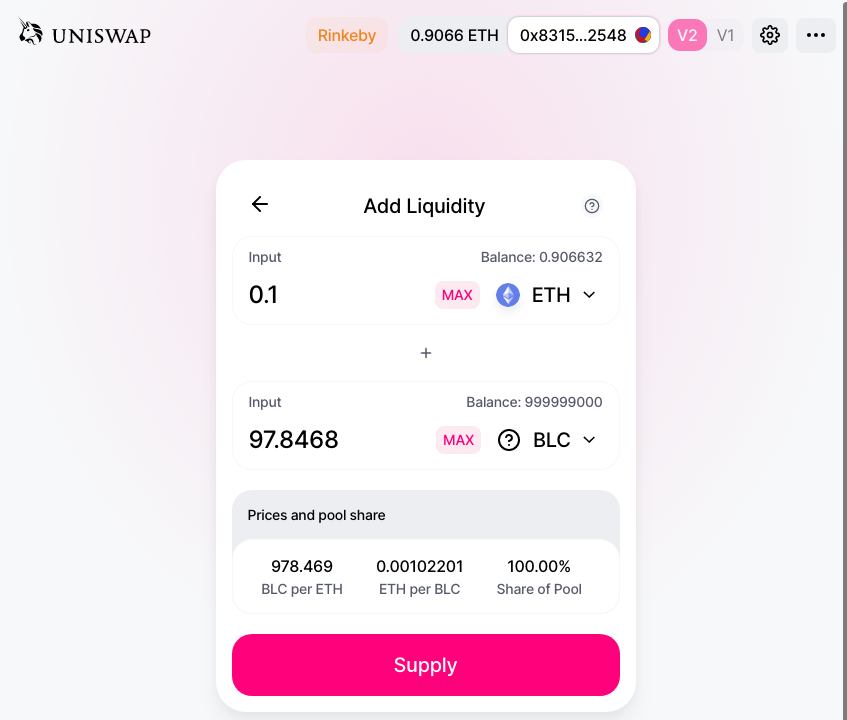 UNISWAP
Rinkeby
0.9066 ETH
0x8315...2548
V2
V1
Add Liquidity
Input
Balance: 0.906632
0.1
MAX
ETH
+
Input
Balance: 999999000
97.8468
MAX
BLC
Prices and pool share
978.469 0.00102201 100.00%
BLC per ETH ETH per BLC Share of Pool
Supply